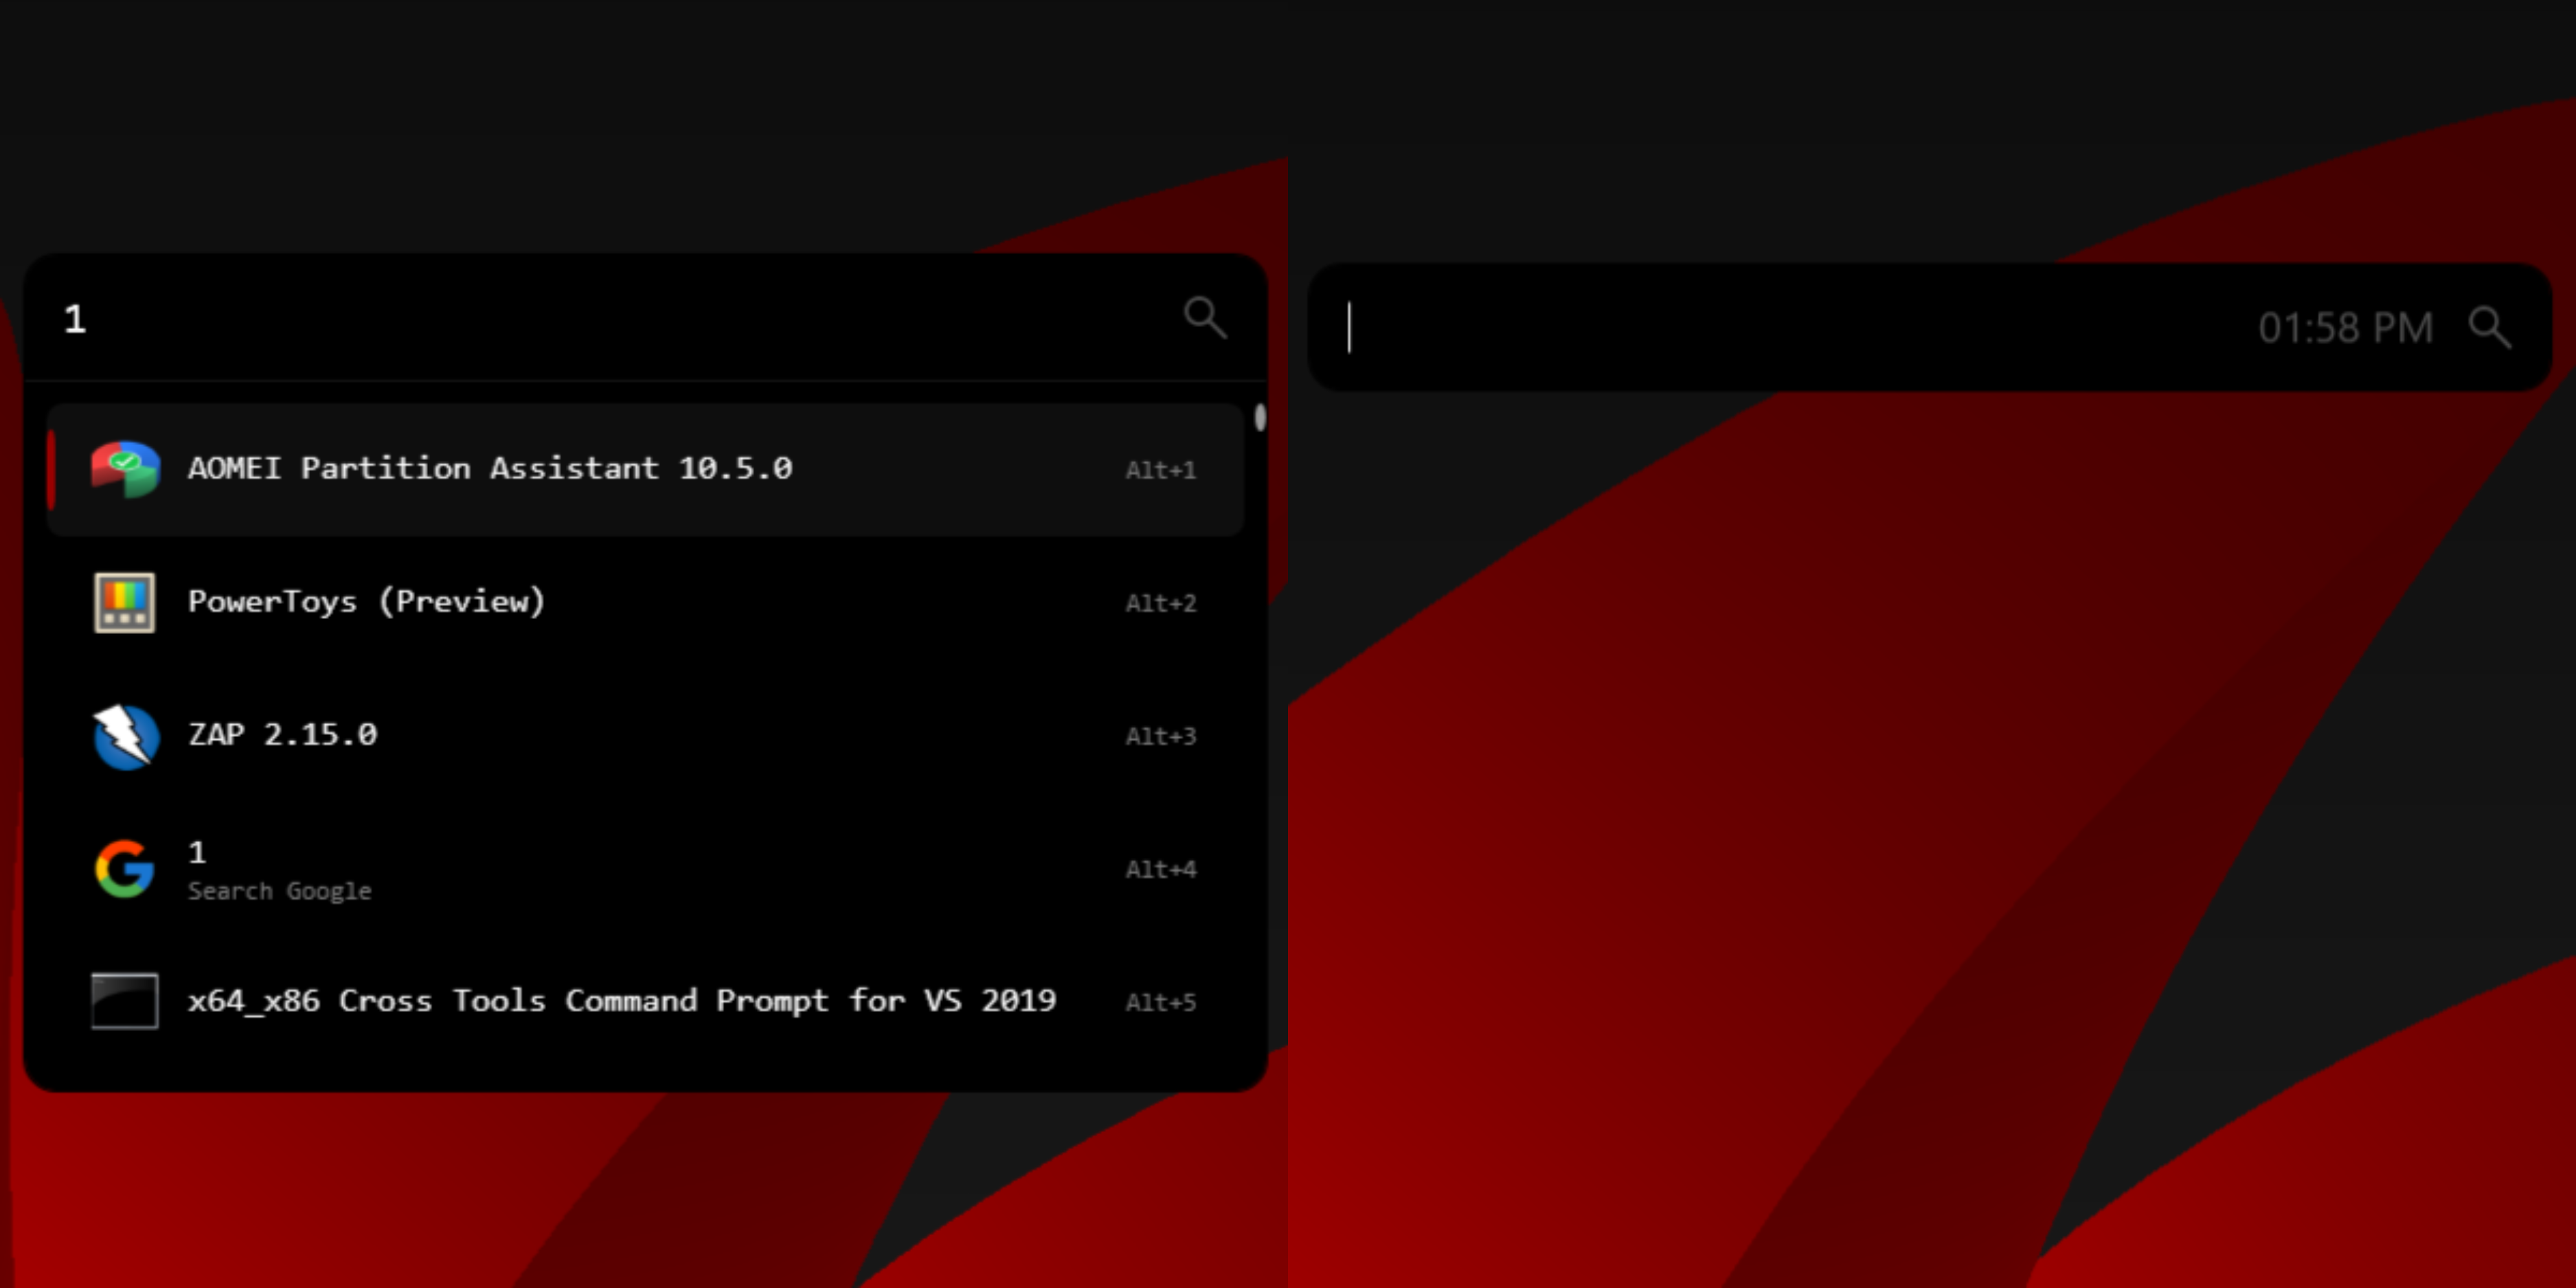 1
AOMEI Partition Assistant 10.5.0 Alt+1
PowerToys (Preview) Alt+2
ZAP 2.15.0 Alt+3
1
Search Google Alt+4
x64_x86 Cross Tools Command Prompt for VS 2019 Alt+5
01:58 PM